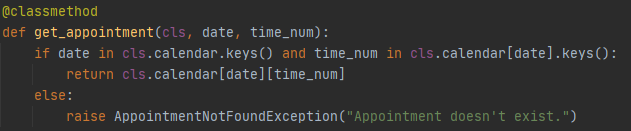 @classmethod
def get_appointment(cls, date, time_num):
    if date in cls.calendar.keys() and time_num in cls.calendar[date].keys():
        return cls.calendar[date][time_num]
    else:
        raise AppointmentNotFoundException("Appointment doesn't exist.")